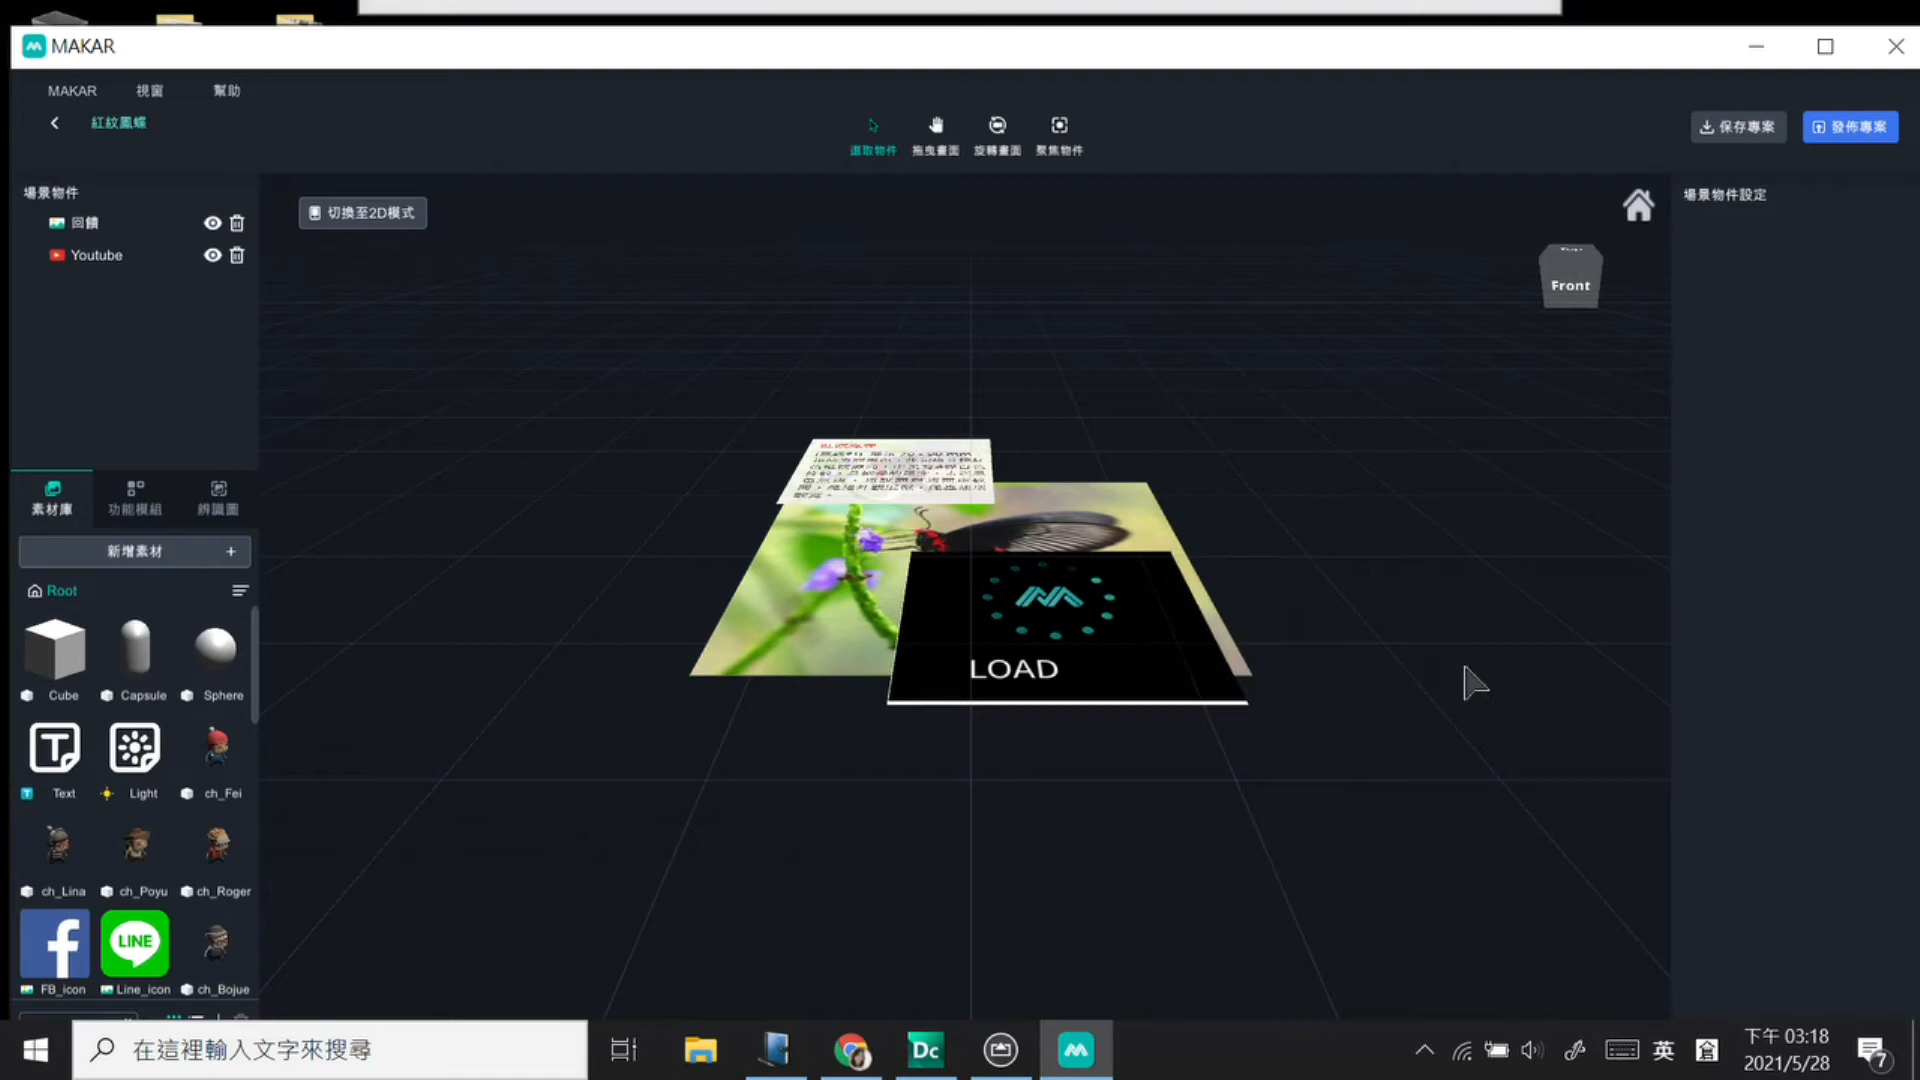 MAKAR
MAKAR 視窗 幫助
紅紋鳳蝶
選取物件 拖曳畫面 旋轉畫面 聚焦物件
保存專案 發佈專案
場景物件
回饋
Youtube
切換至2D模式
場景物件設定
Front
素材庫 功能模組 辨識圖
新增素材 +
Root
Cube Capsule Sphere
Text Light ch_Fei
ch_Lina ch_Poyu ch_Roger
LINE
FB_icon Line_icon ch_Bojue
LOAD
在這裡輸入文字來搜尋
Dc
英
倉
下午 03:18
2021/5/28
7